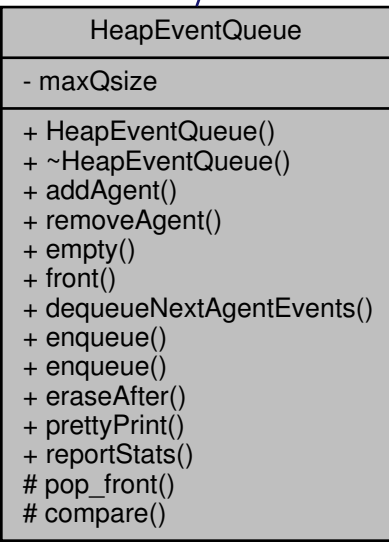 HeapEventQueue
- maxQsize
+ HeapEventQueue()
+ ~HeapEventQueue()
+ addAgent()
+ removeAgent()
+ empty()
+ front()
+ dequeueNextAgentEvents()
+ enqueue()
+ enqueue()
+ eraseAfter()
+ prettyPrint()
+ reportStats()
# pop_front()
# compare()